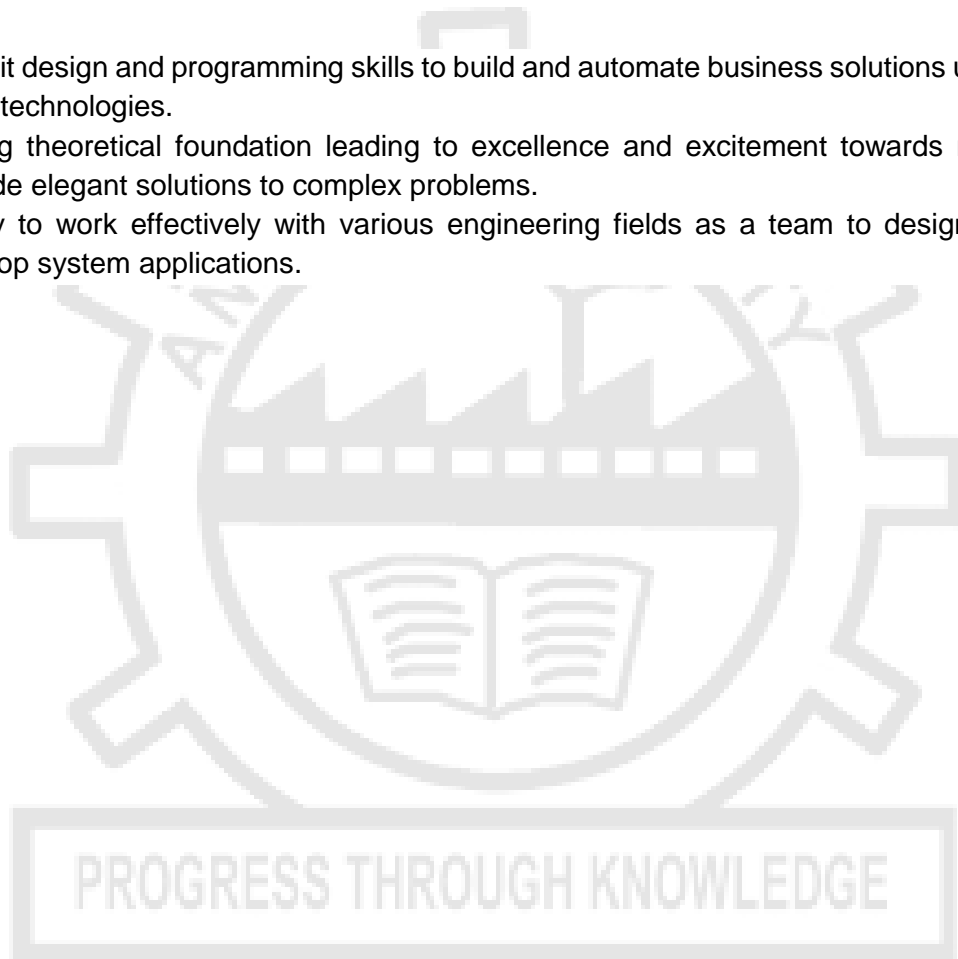 it design and programming skills to build and automate business solutions u
technologies.
g theoretical foundation leading to excellence and excitement towards
de elegant solutions to complex problems.
y to work effectively with various engineering fields as a team to design
op system applications.
AN
Y
PROGRESS THROUGH KNOWLEDGE